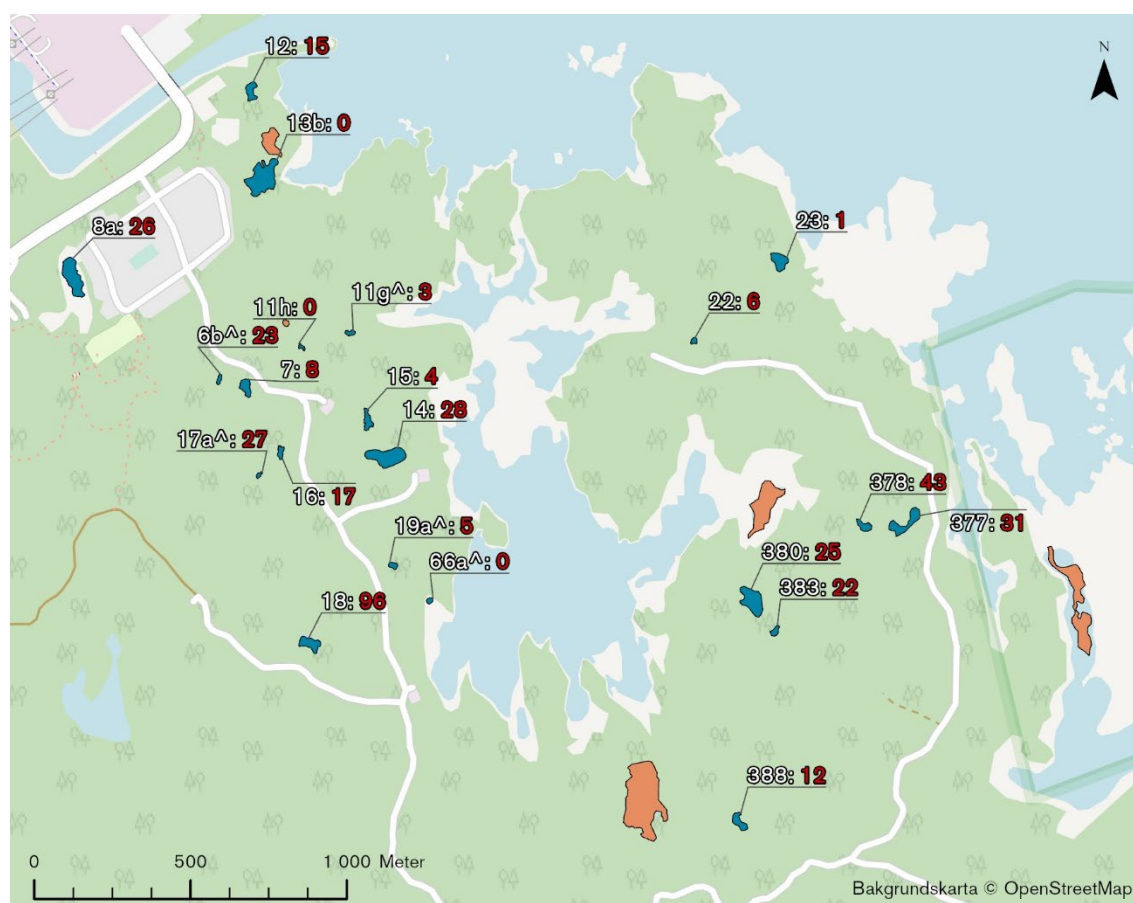 N
12: 15
13b: 0
8a: 26
23: 1
11g^: 3
11h: 0
22: 6
6b^: 23
7: 8
15: 4
14: 28
17a^: 27
16: 17
378: 43
377: 31
19a^: 5
380: 25
66a^: 0
383: 22
18: 96
388: 12
0 500 1 000 Meter
Bakgrundskarta © OpenStreetMap